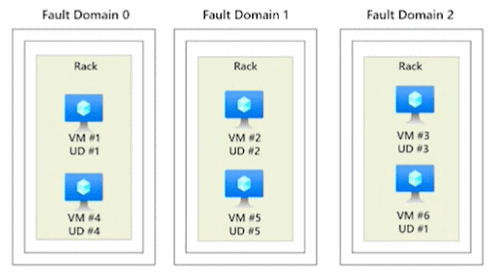 Fault Domain 0
Rack
VM #1
UD #1
VM #4
UD #4
Fault Domain 1
Rack
VM #2
UD #2
VM #5
UD #5
Fault Domain 2
Rack
VM #3
UD #3
VM #6
UD #1